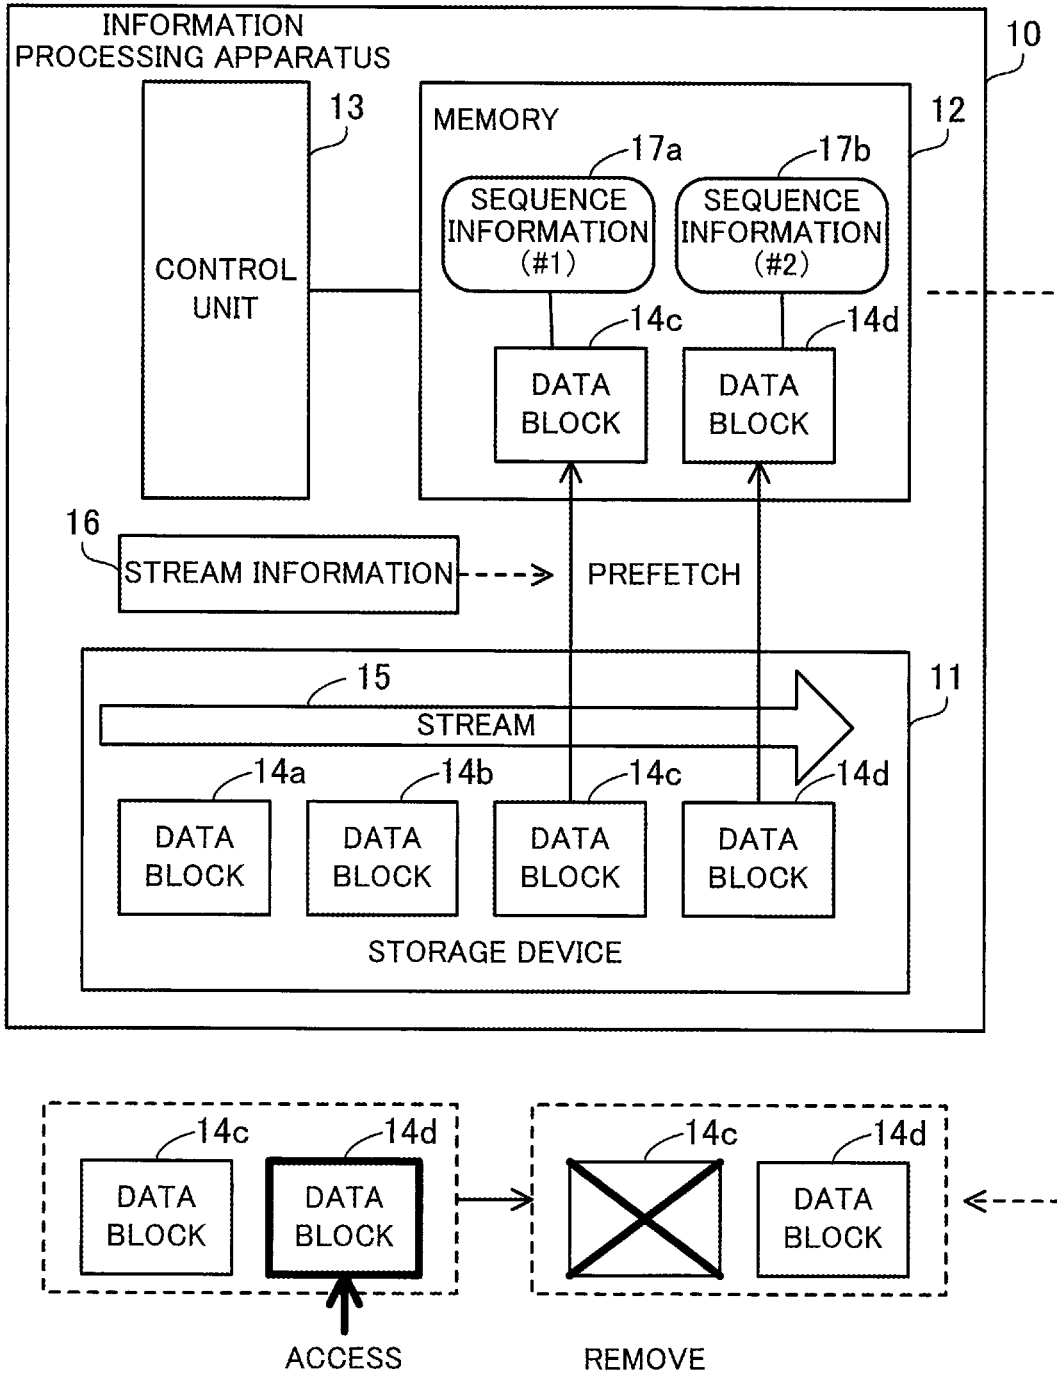 INFORMATION
PROCESSING APPARATUS
10
13
12
MEMORY
17a
17b
SEQUENCE
INFORMATION
(#1)
SEQUENCE
INFORMATION
(#2)
CONTROL
UNIT
14c
14d
DATA
BLOCK
DATA
BLOCK
16
STREAM INFORMATION
PREFETCH
15
11
STREAM
14a
14b
14c
14d
DATA
BLOCK
DATA
BLOCK
DATA
BLOCK
DATA
BLOCK
STORAGE DEVICE
14c
14d
14c
14d
DATA
BLOCK
DATA
BLOCK
DATA
BLOCK
ACCESS
REMOVE